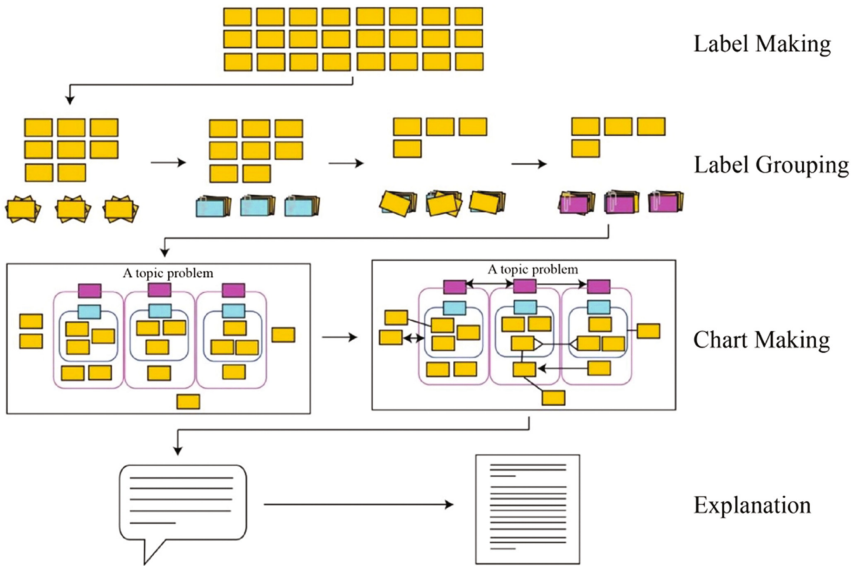 Label Making
Label Grouping
A topic problem
A topic problem
Chart Making
Explanation